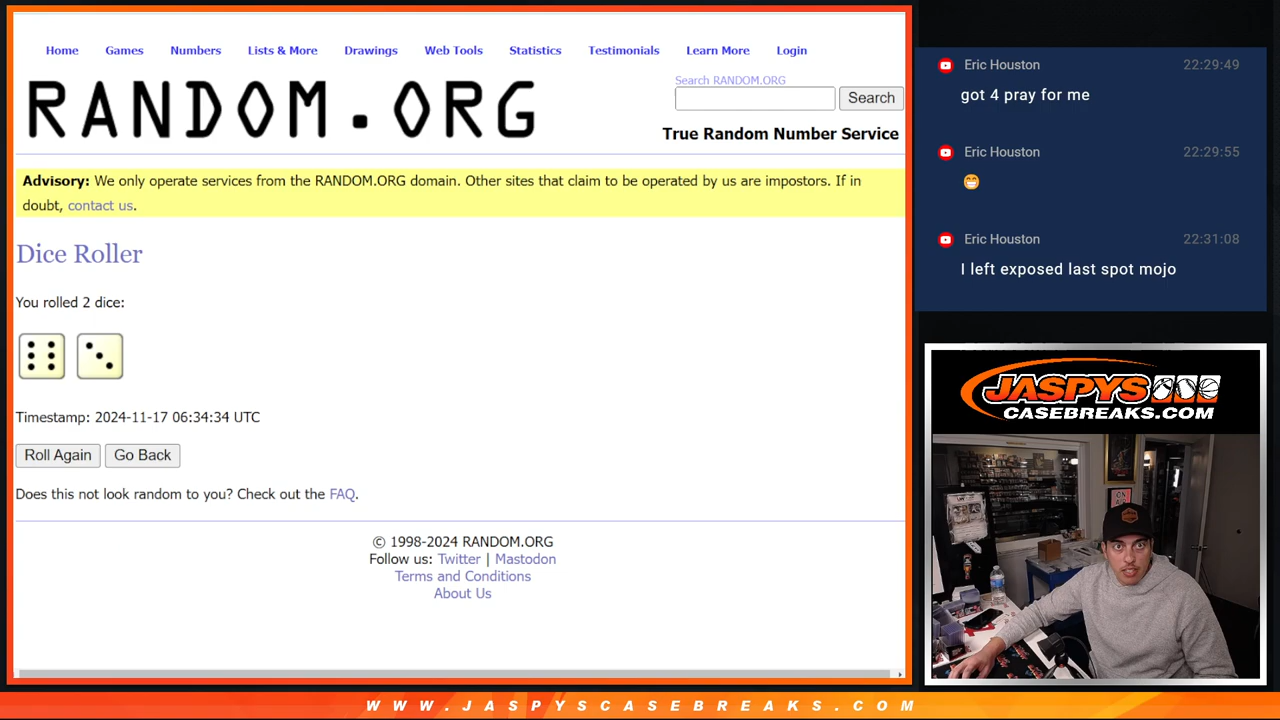 Home Games Numbers Lists & More Drawings Web Tools Statistics Testimonials Learn More Login
RANDOM.ORG
Search RANDOM.ORG
Search
True Random Number Service
Advisory: We only operate services from the RANDOM.ORG domain. Other sites that claim to be operated by us are impostors. If in
doubt, contact us.
Dice Roller
You rolled 2 dice:
Timestamp: 2024-11-17 06:34:34 UTC
Roll Again Go Back
Does this not look random to you? Check out the FAQ.
© 1998-2024 RANDOM.ORG
Follow us: Twitter | Mastodon
Terms and Conditions
About Us
Eric Houston 22:29:49
got 4 pray for me
Eric Houston 22:29:55
😁
Eric Houston 22:31:08
I left exposed last spot mojo
JASPYS
CASEBREAKS.COM
WWW.JASPYSCASEBREAKS.COM